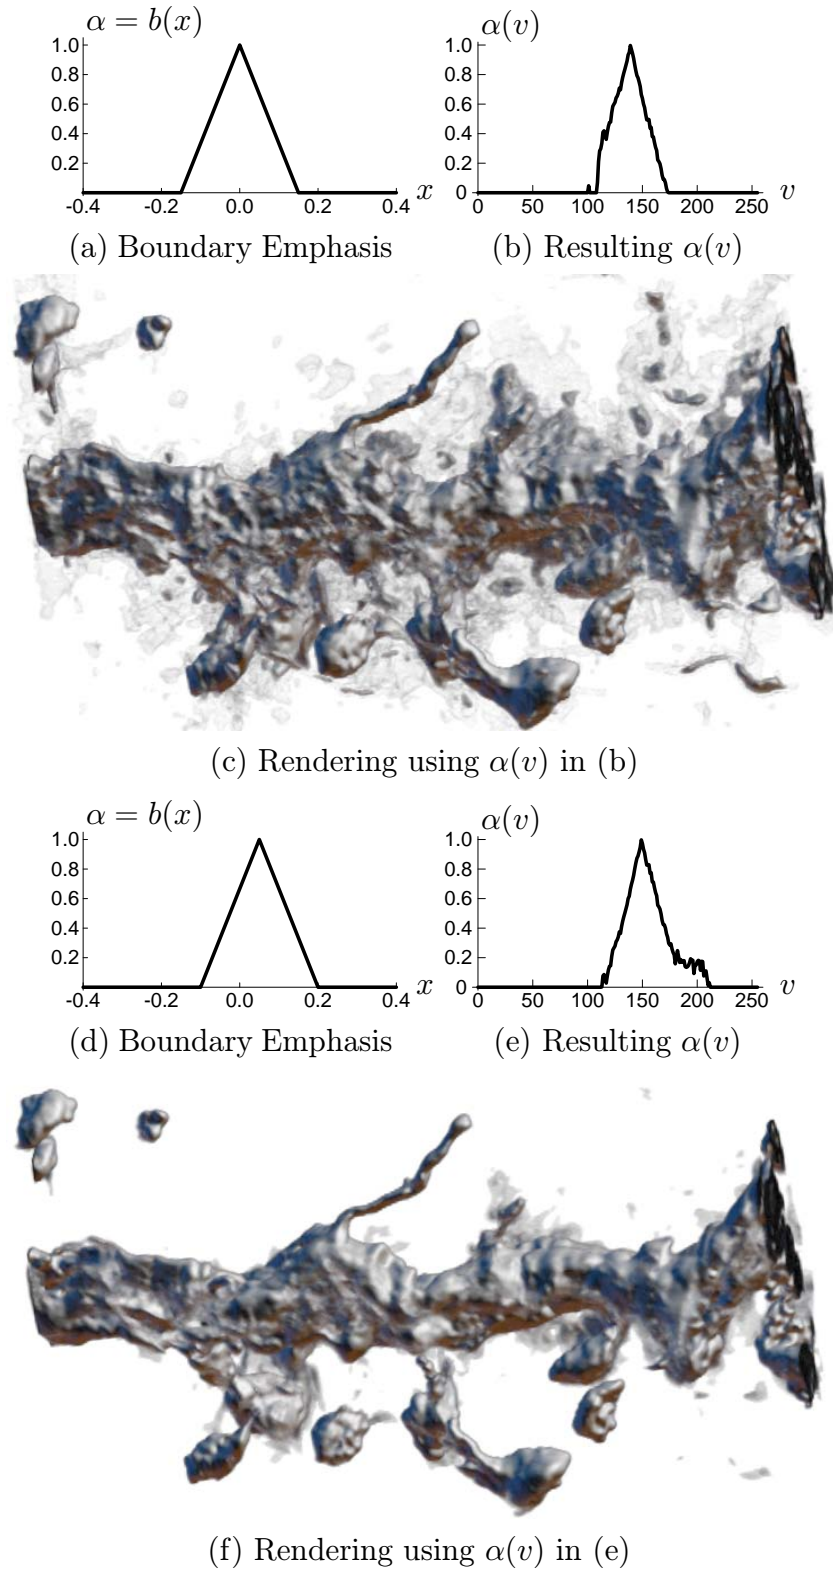 α = b(x)
α(v)
1.0
0.8
0.6
0.4
0.2
-0.4 -0.2 0.0 0.2 0.4 x
1.0
0.8
0.6
0.4
0.2
0
0 50 100 150 200 250 v
(a) Boundary Emphasis
(b) Resulting α(v)
(c) Rendering using α(v) in (b)
α = b(x)
α(v)
1.0
0.8
0.6
0.4
0.2
-0.4 -0.2 0.0 0.2 0.4 x
1.0
0.8
0.6
0.4
0.2
0
0 50 100 150 200 250 v
(d) Boundary Emphasis
(e) Resulting α(v)
(f) Rendering using α(v) in (e)